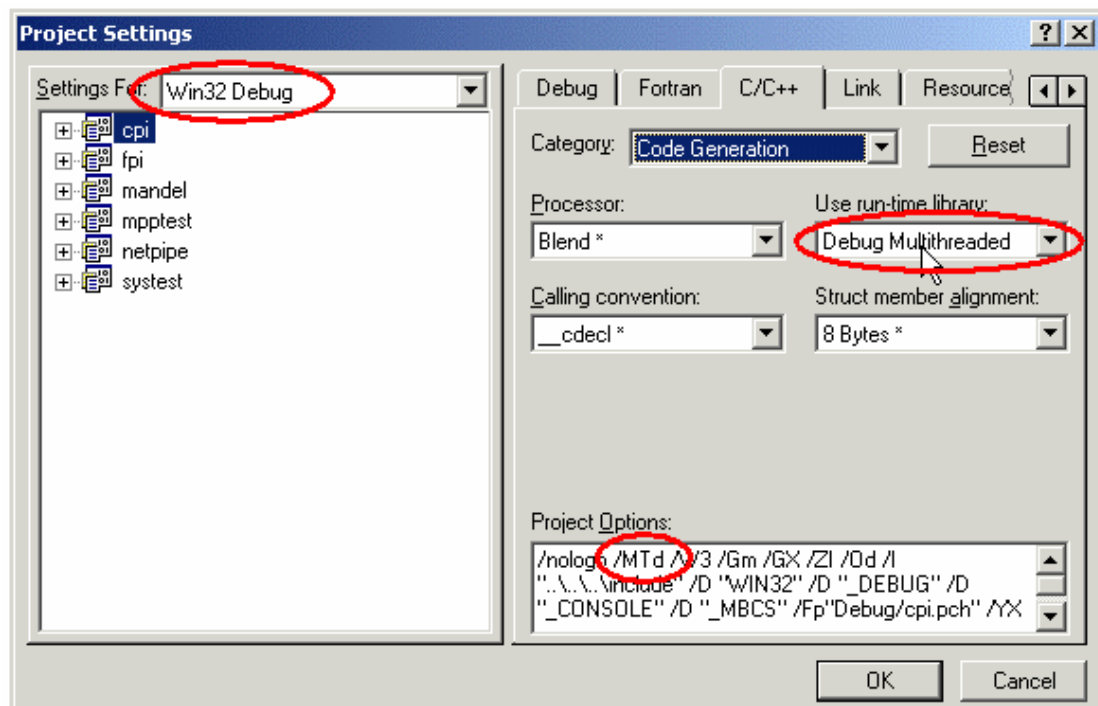 Project Settings
Settings For: Win32 Debug
cpi
fpi
mandel
mpptest
netpipe
systest
Debug Fortran C/C++ Link Resource
Category: Code Generation Reset
Processor: Use run-time library:
Blend * Debug Multithreaded
Calling convention: Struct member alignment:
__cdecl * 8 Bytes *
Project Options:
/nologo /MTd /W3 /Gm /GX /ZI /Od /I
"..\..\..\include" /D "WIN32" /D "_DEBUG" /D
"_CONSOLE" /D "_MBCS" /Fp"Debug/cpi.pch" /YX
OK Cancel